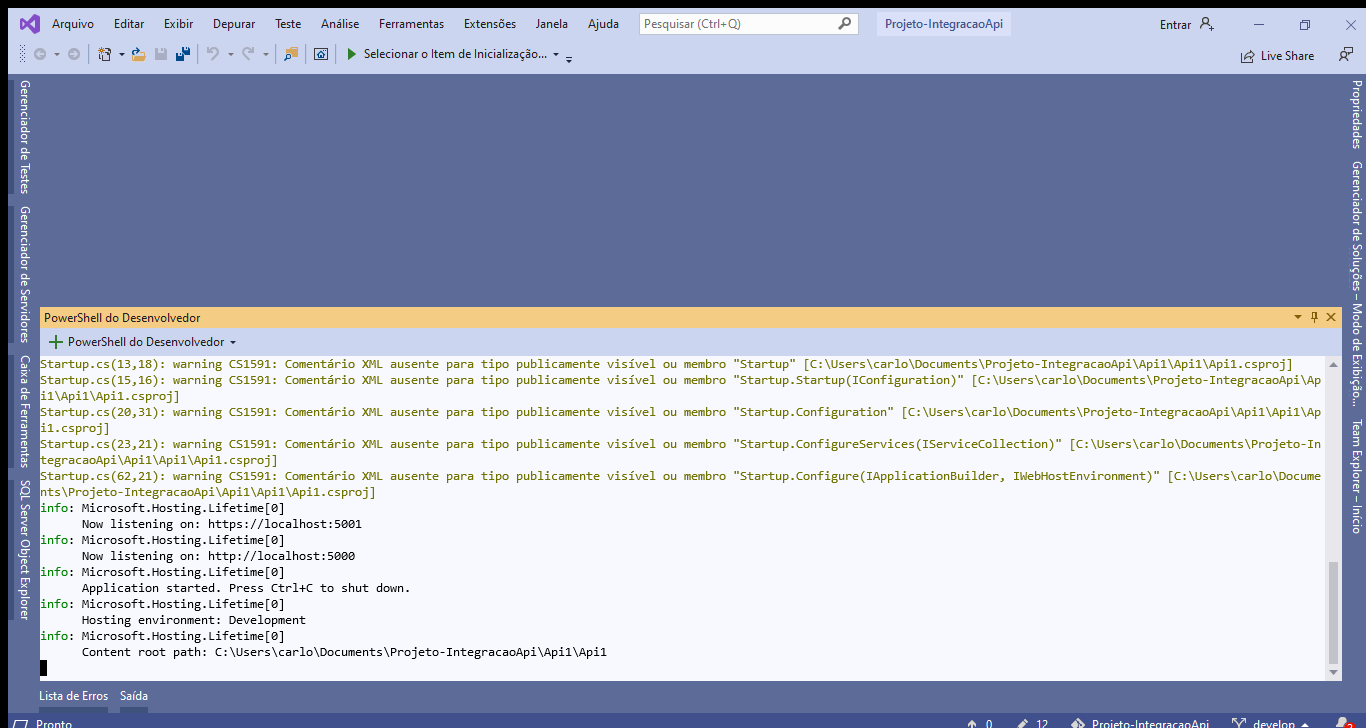 Arquivo Editar Exibir Depurar Teste Análise Ferramentas Extensões Janela Ajuda Pesquisar (Ctrl+Q) Projeto-IntegracaoApi Entrar
Selecionar o Item de Inicialização... Live Share
Gerenciador de Testes
Gerenciador de Servidores
Caixa de Ferramentas
SQL Server Object Explorer
Propriedades
Gerenciador de Soluções – Modo de Exibição...
Team Explorer – Início
PowerShell do Desenvolvedor
PowerShell do Desenvolvedor
Startup.cs(13,18): warning CS1591: Comentário XML ausente para tipo publicamente visível ou membro "Startup" [C:\Users\carlo\Documents\Projeto-IntegracaoApi\Api1\Api1\Api1.csproj]
Startup.cs(15,16): warning CS1591: Comentário XML ausente para tipo publicamente visível ou membro "Startup.Startup(IConfiguration)" [C:\Users\carlo\Documents\Projeto-IntegracaoApi\Ap
i1\Api1\Api1.csproj]
Startup.cs(20,31): warning CS1591: Comentário XML ausente para tipo publicamente visível ou membro "Startup.Configuration" [C:\Users\carlo\Documents\Projeto-IntegracaoApi\Api1\Api1\Ap
i1.csproj]
Startup.cs(23,21): warning CS1591: Comentário XML ausente para tipo publicamente visível ou membro "Startup.ConfigureServices(IServiceCollection)" [C:\Users\carlo\Documents\Projeto-In
tegracaoApi\Api1\Api1\Api1.csproj]
Startup.cs(62,21): warning CS1591: Comentário XML ausente para tipo publicamente visível ou membro "Startup.Configure(IApplicationBuilder, IWebHostEnvironment)" [C:\Users\carlo\Docume
nts\Projeto-IntegracaoApi\Api1\Api1\Api1.csproj]
info: Microsoft.Hosting.Lifetime[0]
Now listening on: https://localhost:5001
info: Microsoft.Hosting.Lifetime[0]
Now listening on: http://localhost:5000
info: Microsoft.Hosting.Lifetime[0]
Application started. Press Ctrl+C to shut down.
info: Microsoft.Hosting.Lifetime[0]
Hosting environment: Development
info: Microsoft.Hosting.Lifetime[0]
Content root path: C:\Users\carlo\Documents\Projeto-IntegracaoApi\Api1\Api1
Lista de Erros Saída
Pronto 0 12 Projeto-IntegracaoApi develop 2